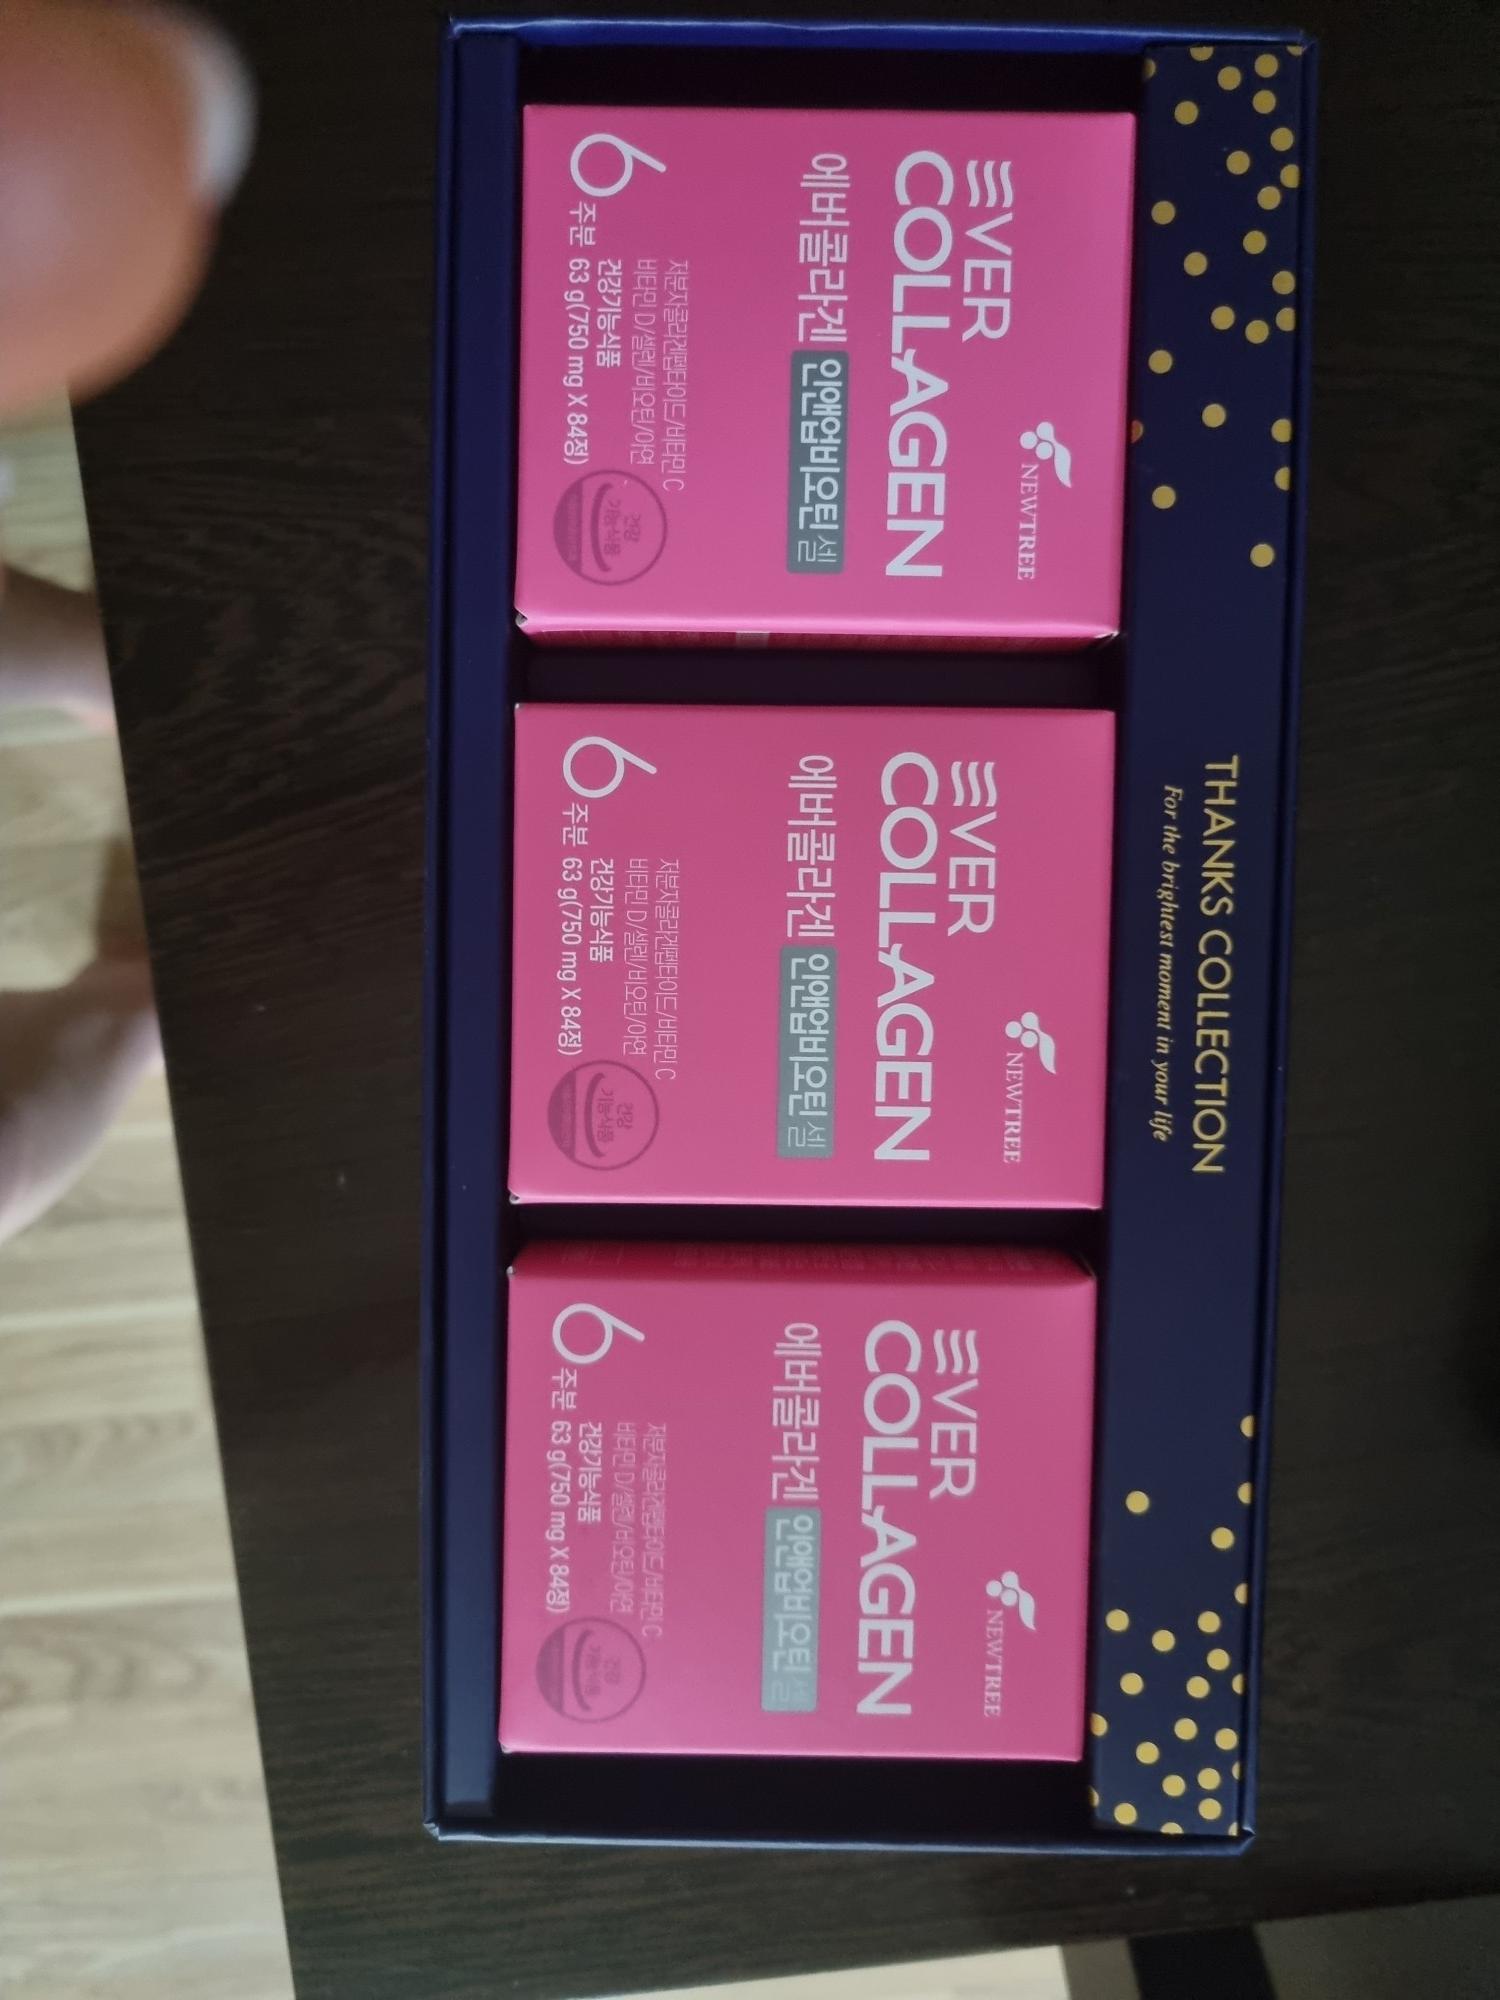 THANKS COLLECTION
For the brightest moment in your life
NEWTREE
EVER
COLLAGEN
에버콜라겐 인앤업비오틴 셀
저분자콜라겐펩타이드/비타민 C
비타민 D/셀렌/비오틴/아연
건강기능식품
6주분 63 g(750 mg X 84정)
건강
기능식품
NEWTREE
EVER
COLLAGEN
에버콜라겐 인앤업비오틴 셀
저분자콜라겐펩타이드/비타민 C
비타민 D/셀렌/비오틴/아연
건강기능식품
6주분 63 g(750 mg X 84정)
건강
기능식품
NEWTREE
EVER
COLLAGEN
에버콜라겐 인앤업비오틴 셀
저분자콜라겐펩타이드/비타민 C
비타민 D/셀렌/비오틴/아연
건강기능식품
6주분 63 g(750 mg X 84정)
건강
기능식품